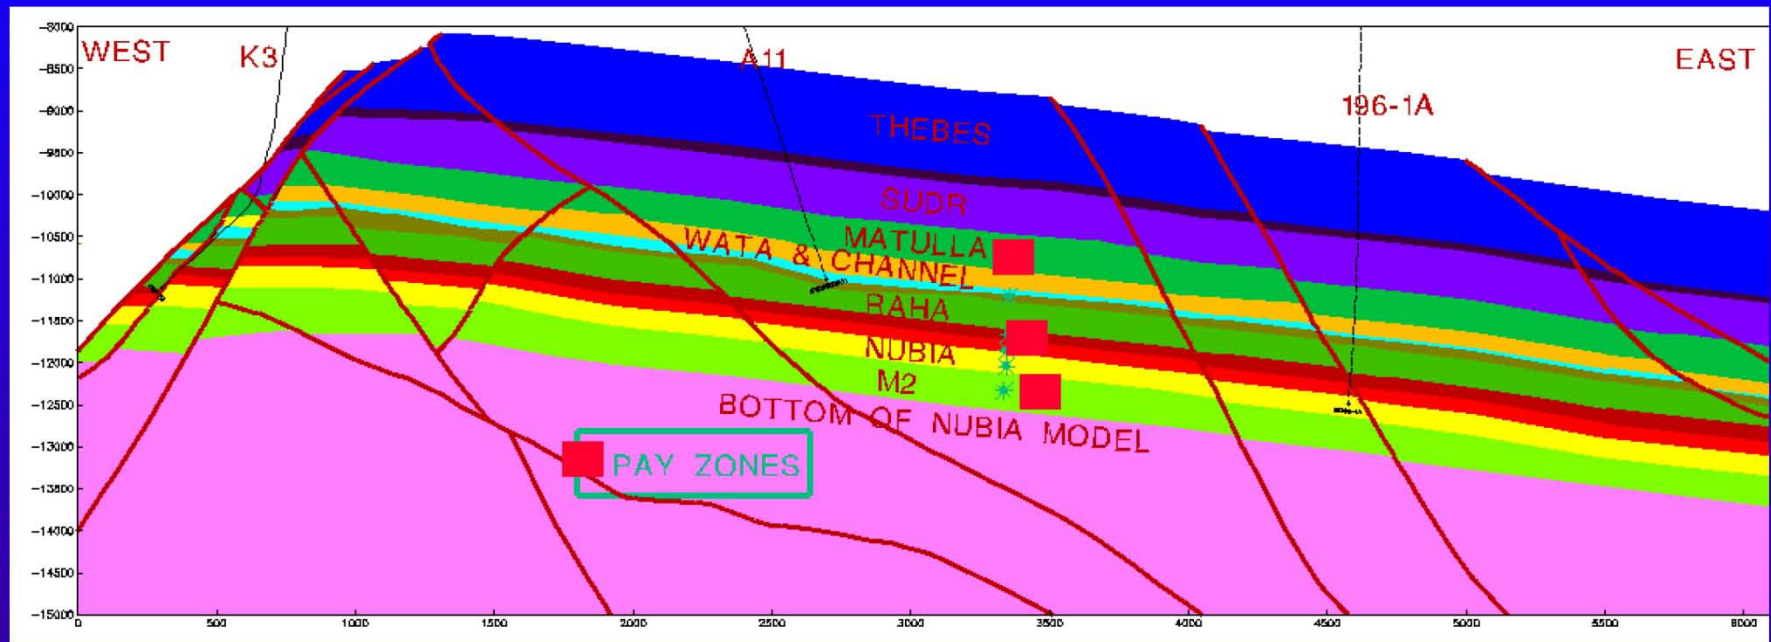 -8000
WEST K3 A11 EAST
-8500
-9000 196-1A
THEBES
-9500
-10000
SUDR
-10500
MATULLA
WATA & CHANNEL
-11000
RAHA
-11500
NUBIA
-12000
M2
-12500
BOTTOM OF NUBIA MODEL
-13000
PAY ZONES
-13500
-14000
-14500
-15000
0 500 1000 1500 2000 2500 3000 3500 4000 4500 5000 5500 6000